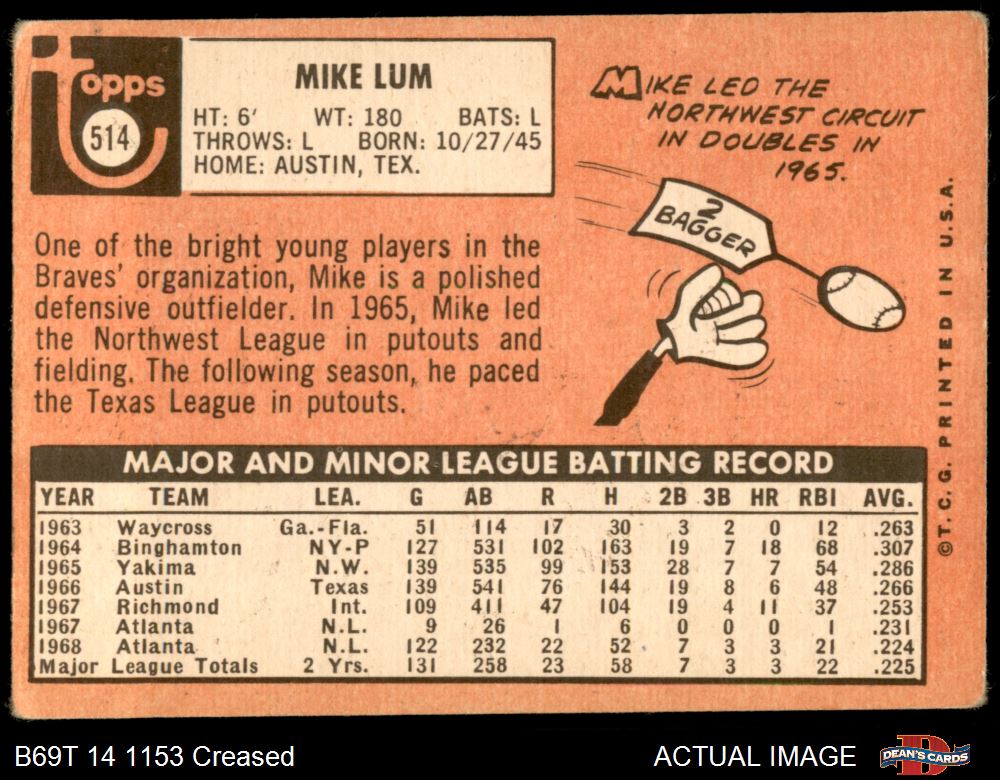 topps
514
MIKE LUM
HT: 6' WT: 180 BATS: L
THROWS: L BORN: 10/27/45
HOME: AUSTIN, TEX.
One of the bright young players in the
Braves' organization, Mike is a polished
defensive outfielder. In 1965, Mike led
the Northwest League in putouts and
fielding. The following season, he paced
the Texas League in putouts.
MIKE LED THE
NORTHWEST CIRCUIT
IN DOUBLES IN
1965.
2
BAGGER
©T.C.G. PRINTED IN U.S.A.
MAJOR AND MINOR LEAGUE BATTING RECORD
YEAR TEAM LEA. G AB R H 2B 3B HR RBI AVG.
1963 Waycross Ga.-Fla. 51 114 17 30 3 2 0 12 .263
1964 Binghamton NY-P 127 531 102 163 19 7 18 68 .307
1965 Yakima N.W. 139 535 99 153 28 7 7 54 .286
1966 Austin Texas 139 541 76 144 19 8 6 48 .266
1967 Richmond Int. 109 411 47 104 19 4 11 37 .253
1967 Atlanta N.L. 9 26 1 6 0 0 0 1 .231
1968 Atlanta N.L. 122 232 22 52 7 3 3 21 .224
Major League Totals 2 Yrs. 131 258 23 58 7 3 3 22 .225
B69T 14 1153 Creased
ACTUAL IMAGE
D
DEAN'S CARDS